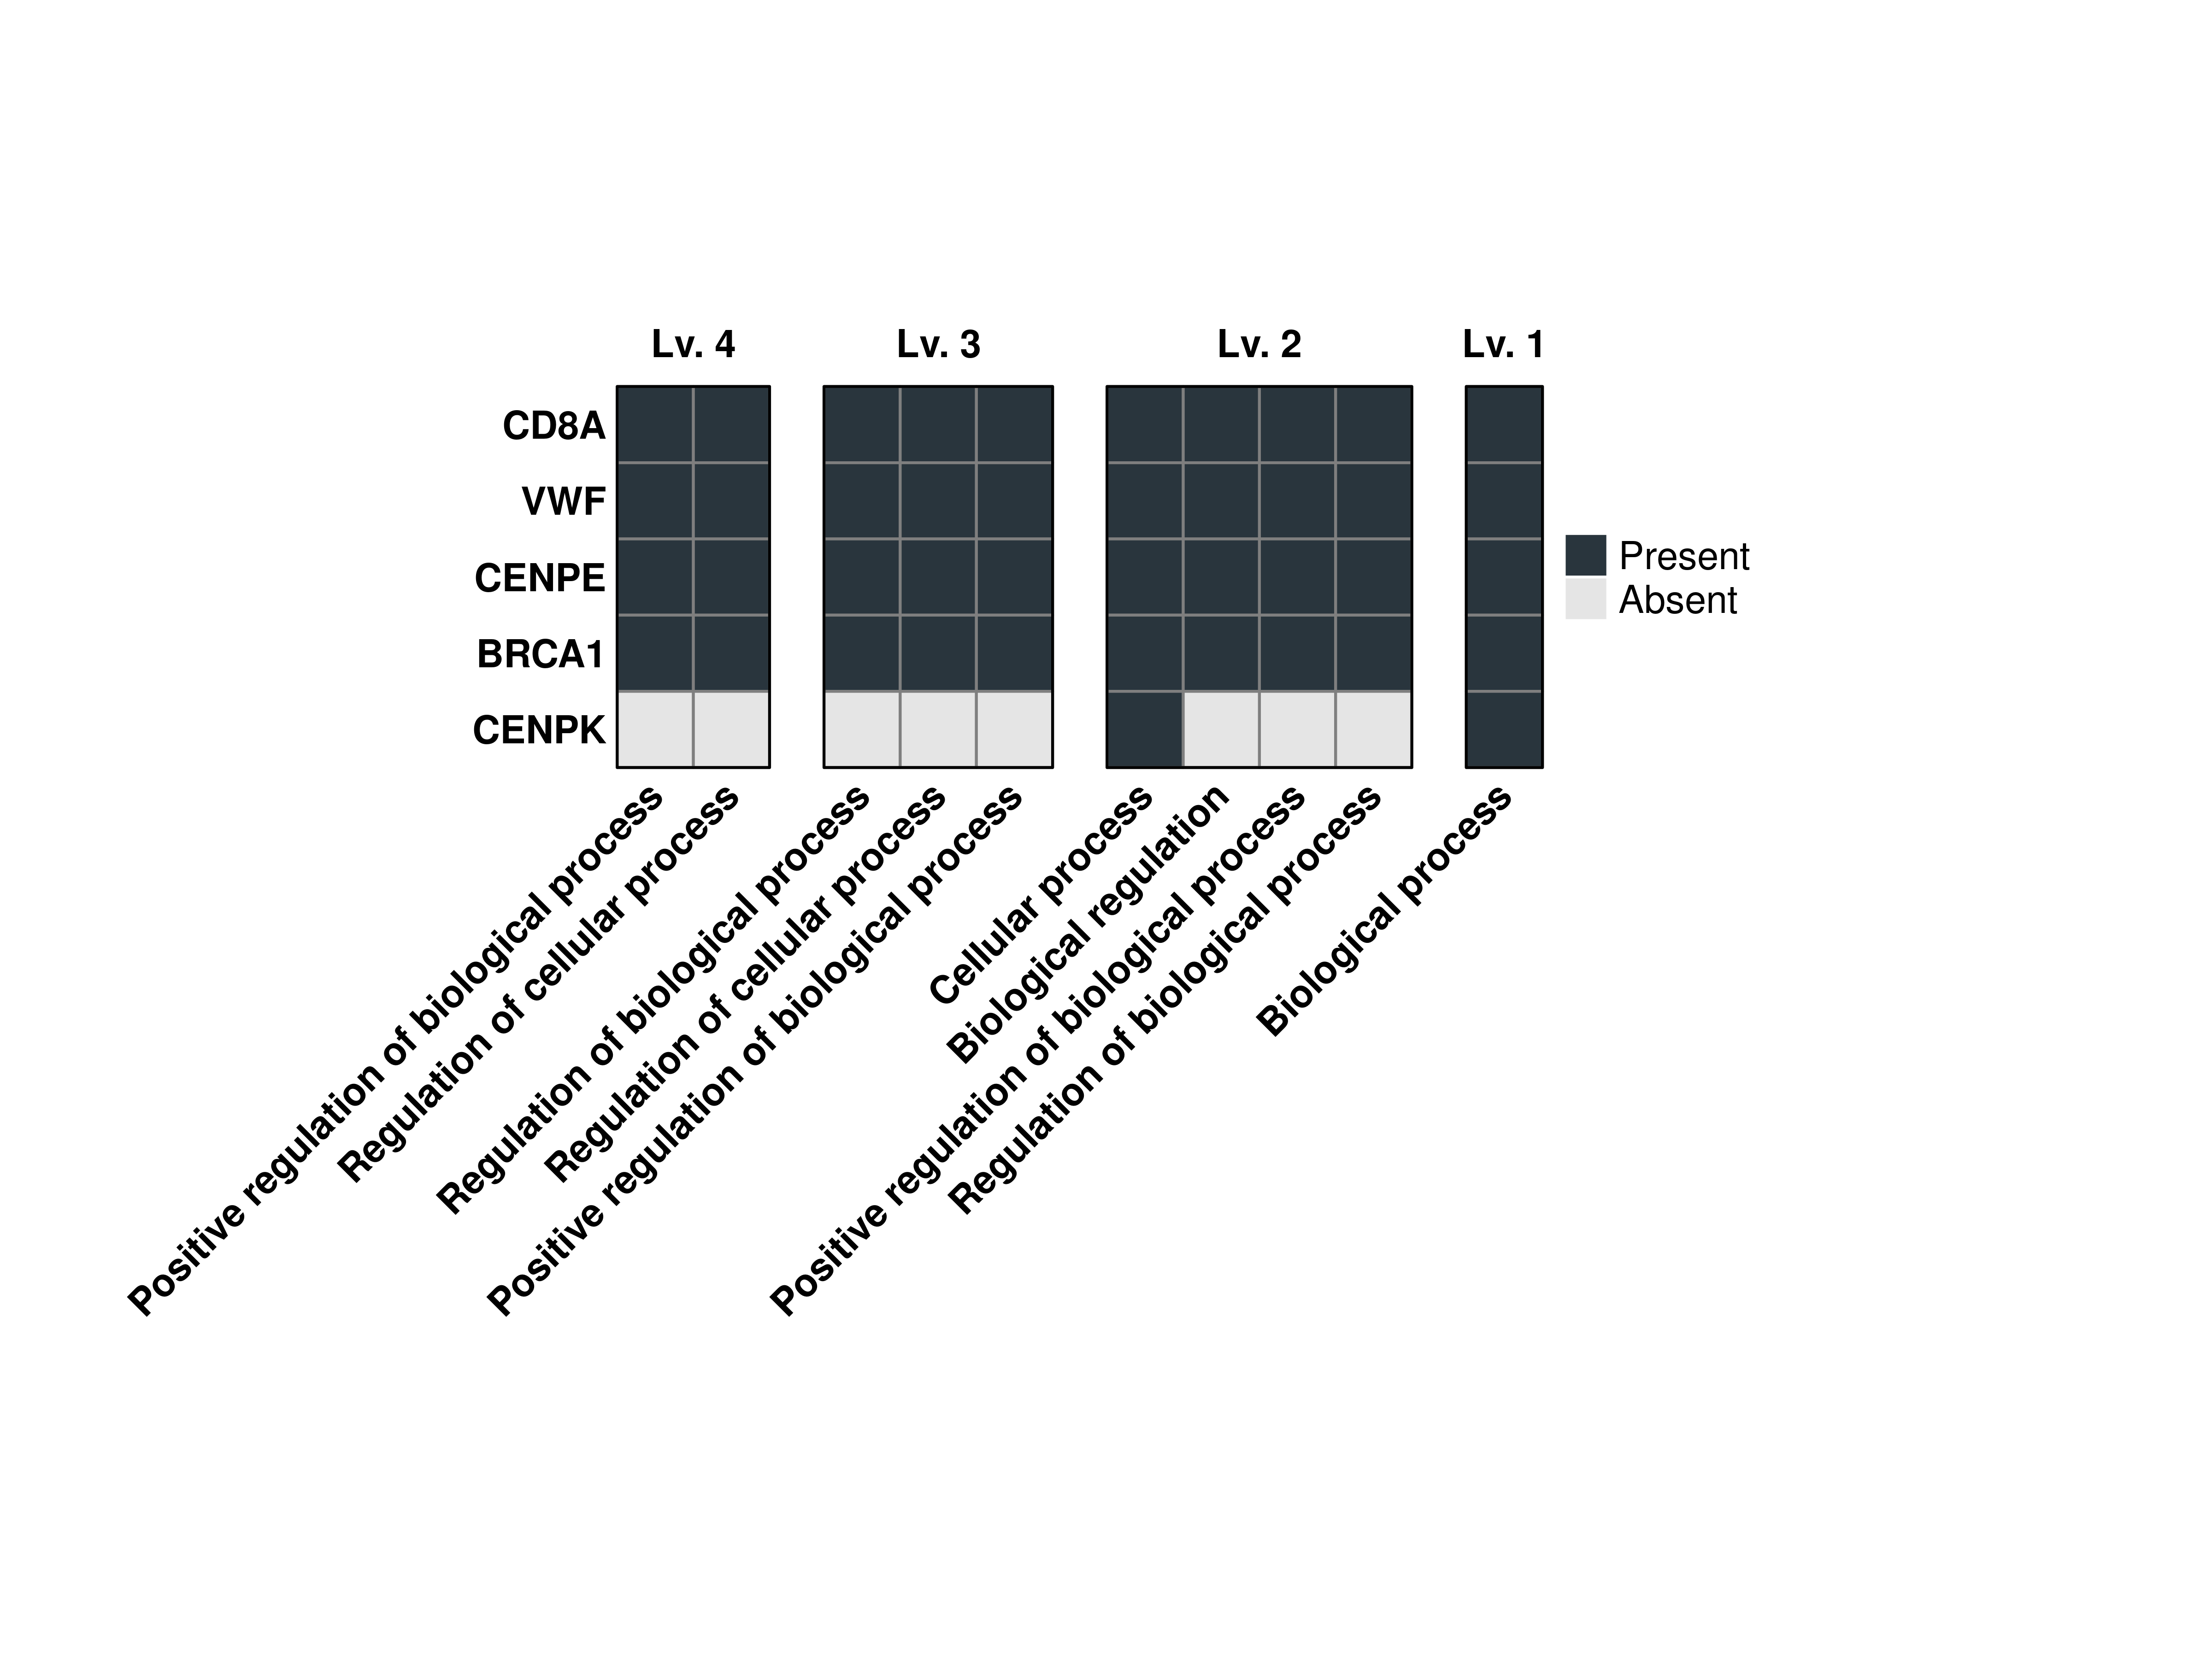 Lv. 4
Lv. 3
Lv. 2
Lv. 1
CD8A
VWF
CENPE
BRCA1
CENPK
Present
Absent
Positive regulation of biological process
Regulation of cellular process
Regulation of biological process
Regulation of cellular process
Positive regulation of biological process
Cellular process
Biological regulation
Positive regulation of biological process
Regulation of biological process
Biological process